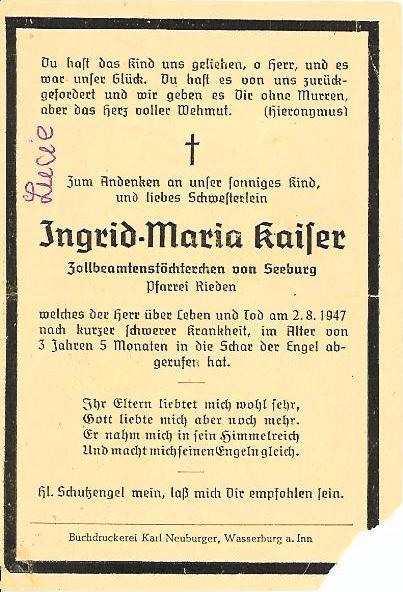 Du hast das Kind uns geliehen, o Herr, und es
war unser Glück. Du hast es von uns zurück-
gefordert und wir geben es Dir ohne Murren,
aber das Herz voller Wehmut. (Hieronymus)
Lucie
Zum Andenken an unser sonniges Kind,
und liebes Schwesterlein
Ingrid-Maria Kaiser
Zollbeamtenstöchterchen von Seeburg
Pfarrei Rieden
welches der Herr über Leben und Tod am 2.8.1947
nach kurzer schwerer Krankheit, im Alter von
3 Jahren 5 Monaten in die Schar der Engel ab-
gerufen hat.
Ihr Eltern liebtet mich wohl sehr,
Gott liebte mich aber noch mehr.
Er nahm mich in sein Himmelreich
Und macht mich seinen Engeln gleich.
Hl. Schutzengel mein, laß mich Dir empfohlen sein.
Buchdruckerei Karl Neuburger, Wasserburg a. Inn